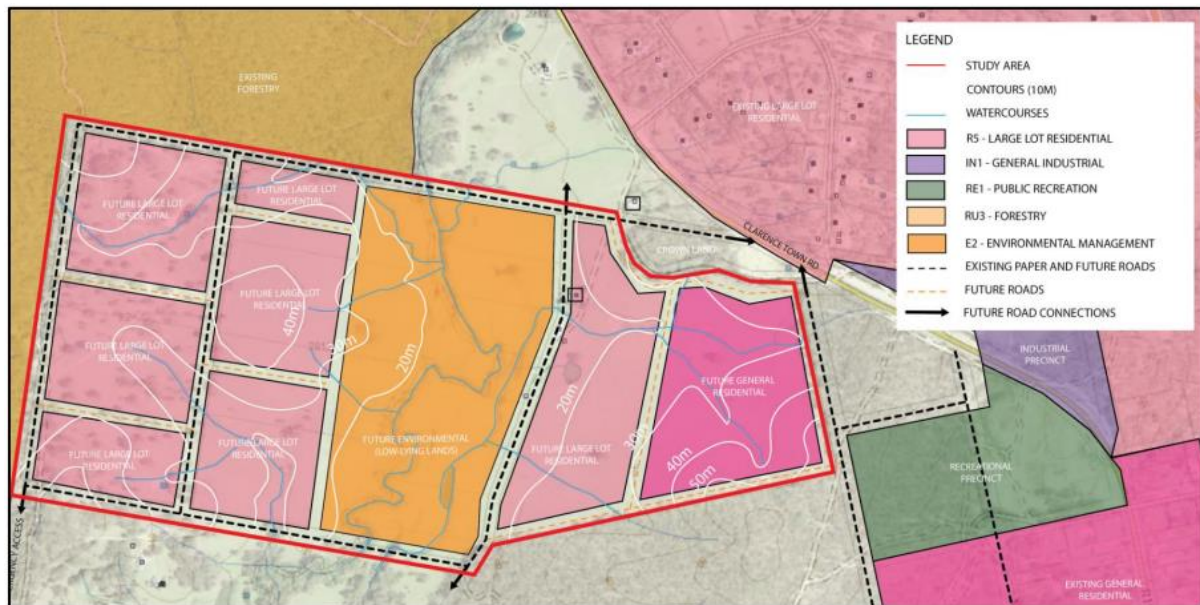 LEGEND
STUDY AREA
CONTOURS (10M)
WATERCOURSES
R5 - LARGE LOT RESIDENTIAL
IN1 - GENERAL INDUSTRIAL
RE1 - PUBLIC RECREATION
RU3 - FORESTRY
E2 - ENVIRONMENTAL MANAGEMENT
EXISTING PAPER AND FUTURE ROADS
FUTURE ROADS
FUTURE ROAD CONNECTIONS
EXISTING
FORESTRY
EXISTING LARGE LOT
RESIDENTIAL
FUTURE LARGE LOT
RESIDENTIAL
FUTURE LARGE LOT
RESIDENTIAL
CROWN LAND
CLARENCE TOWN RD
FUTURE LARGE LOT
RESIDENTIAL
40m
30m
20m
FUTURE LARGE LOT
RESIDENTIAL
INDUSTRIAL
PRECINCT
FUTURE GENERAL
RESIDENTIAL
20m
30m
40m
50m
FUTURE LARGE LOT
RESIDENTIAL
FUTURE LARGE LOT
RESIDENTIAL
FUTURE ENVIRONMENTAL
(LOW-LYING LANDS)
FUTURE LARGE LOT
RESIDENTIAL
RECREATIONAL
PRECINCT
ACCESS
EXISTING GENERAL
RESIDENTIAL